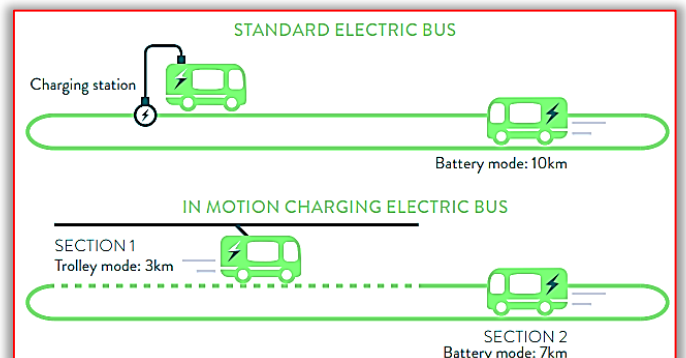 STANDARD ELECTRIC BUS
Charging station
Battery mode: 10km
IN MOTION CHARGING ELECTRIC BUS
SECTION 1
Trolley mode: 3km
SECTION 2
Battery mode: 7km